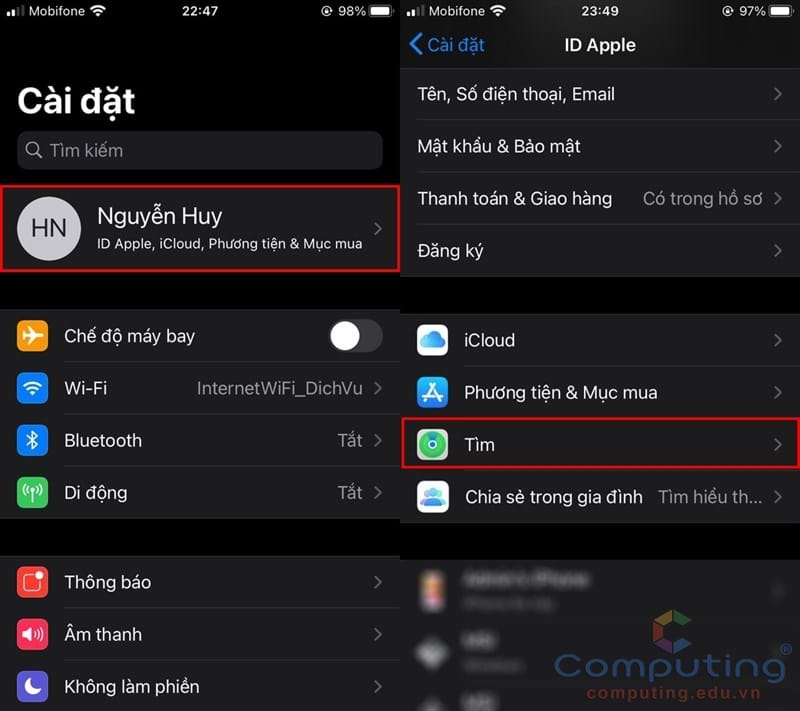 Mobifone 22:47 98%
Cài đặt
Tìm kiếm
HN
Nguyễn Huy
ID Apple, iCloud, Phương tiện & Mục mua
Chế độ máy bay
Wi-Fi InternetWiFi_DichVu
Bluetooth Tắt
Di động Tắt
Thông báo
Âm thanh
Không làm phiền
Mobifone 23:49 97%
Cài đặt ID Apple
Tên, Số điện thoại, Email
Mật khẩu & Bảo mật
Thanh toán & Giao hàng Có trong hồ sơ
Đăng ký
iCloud
Phương tiện & Mục mua
Tìm
Chia sẻ trong gia đình Tìm hiểu th...
Computing®
computing.edu.vn